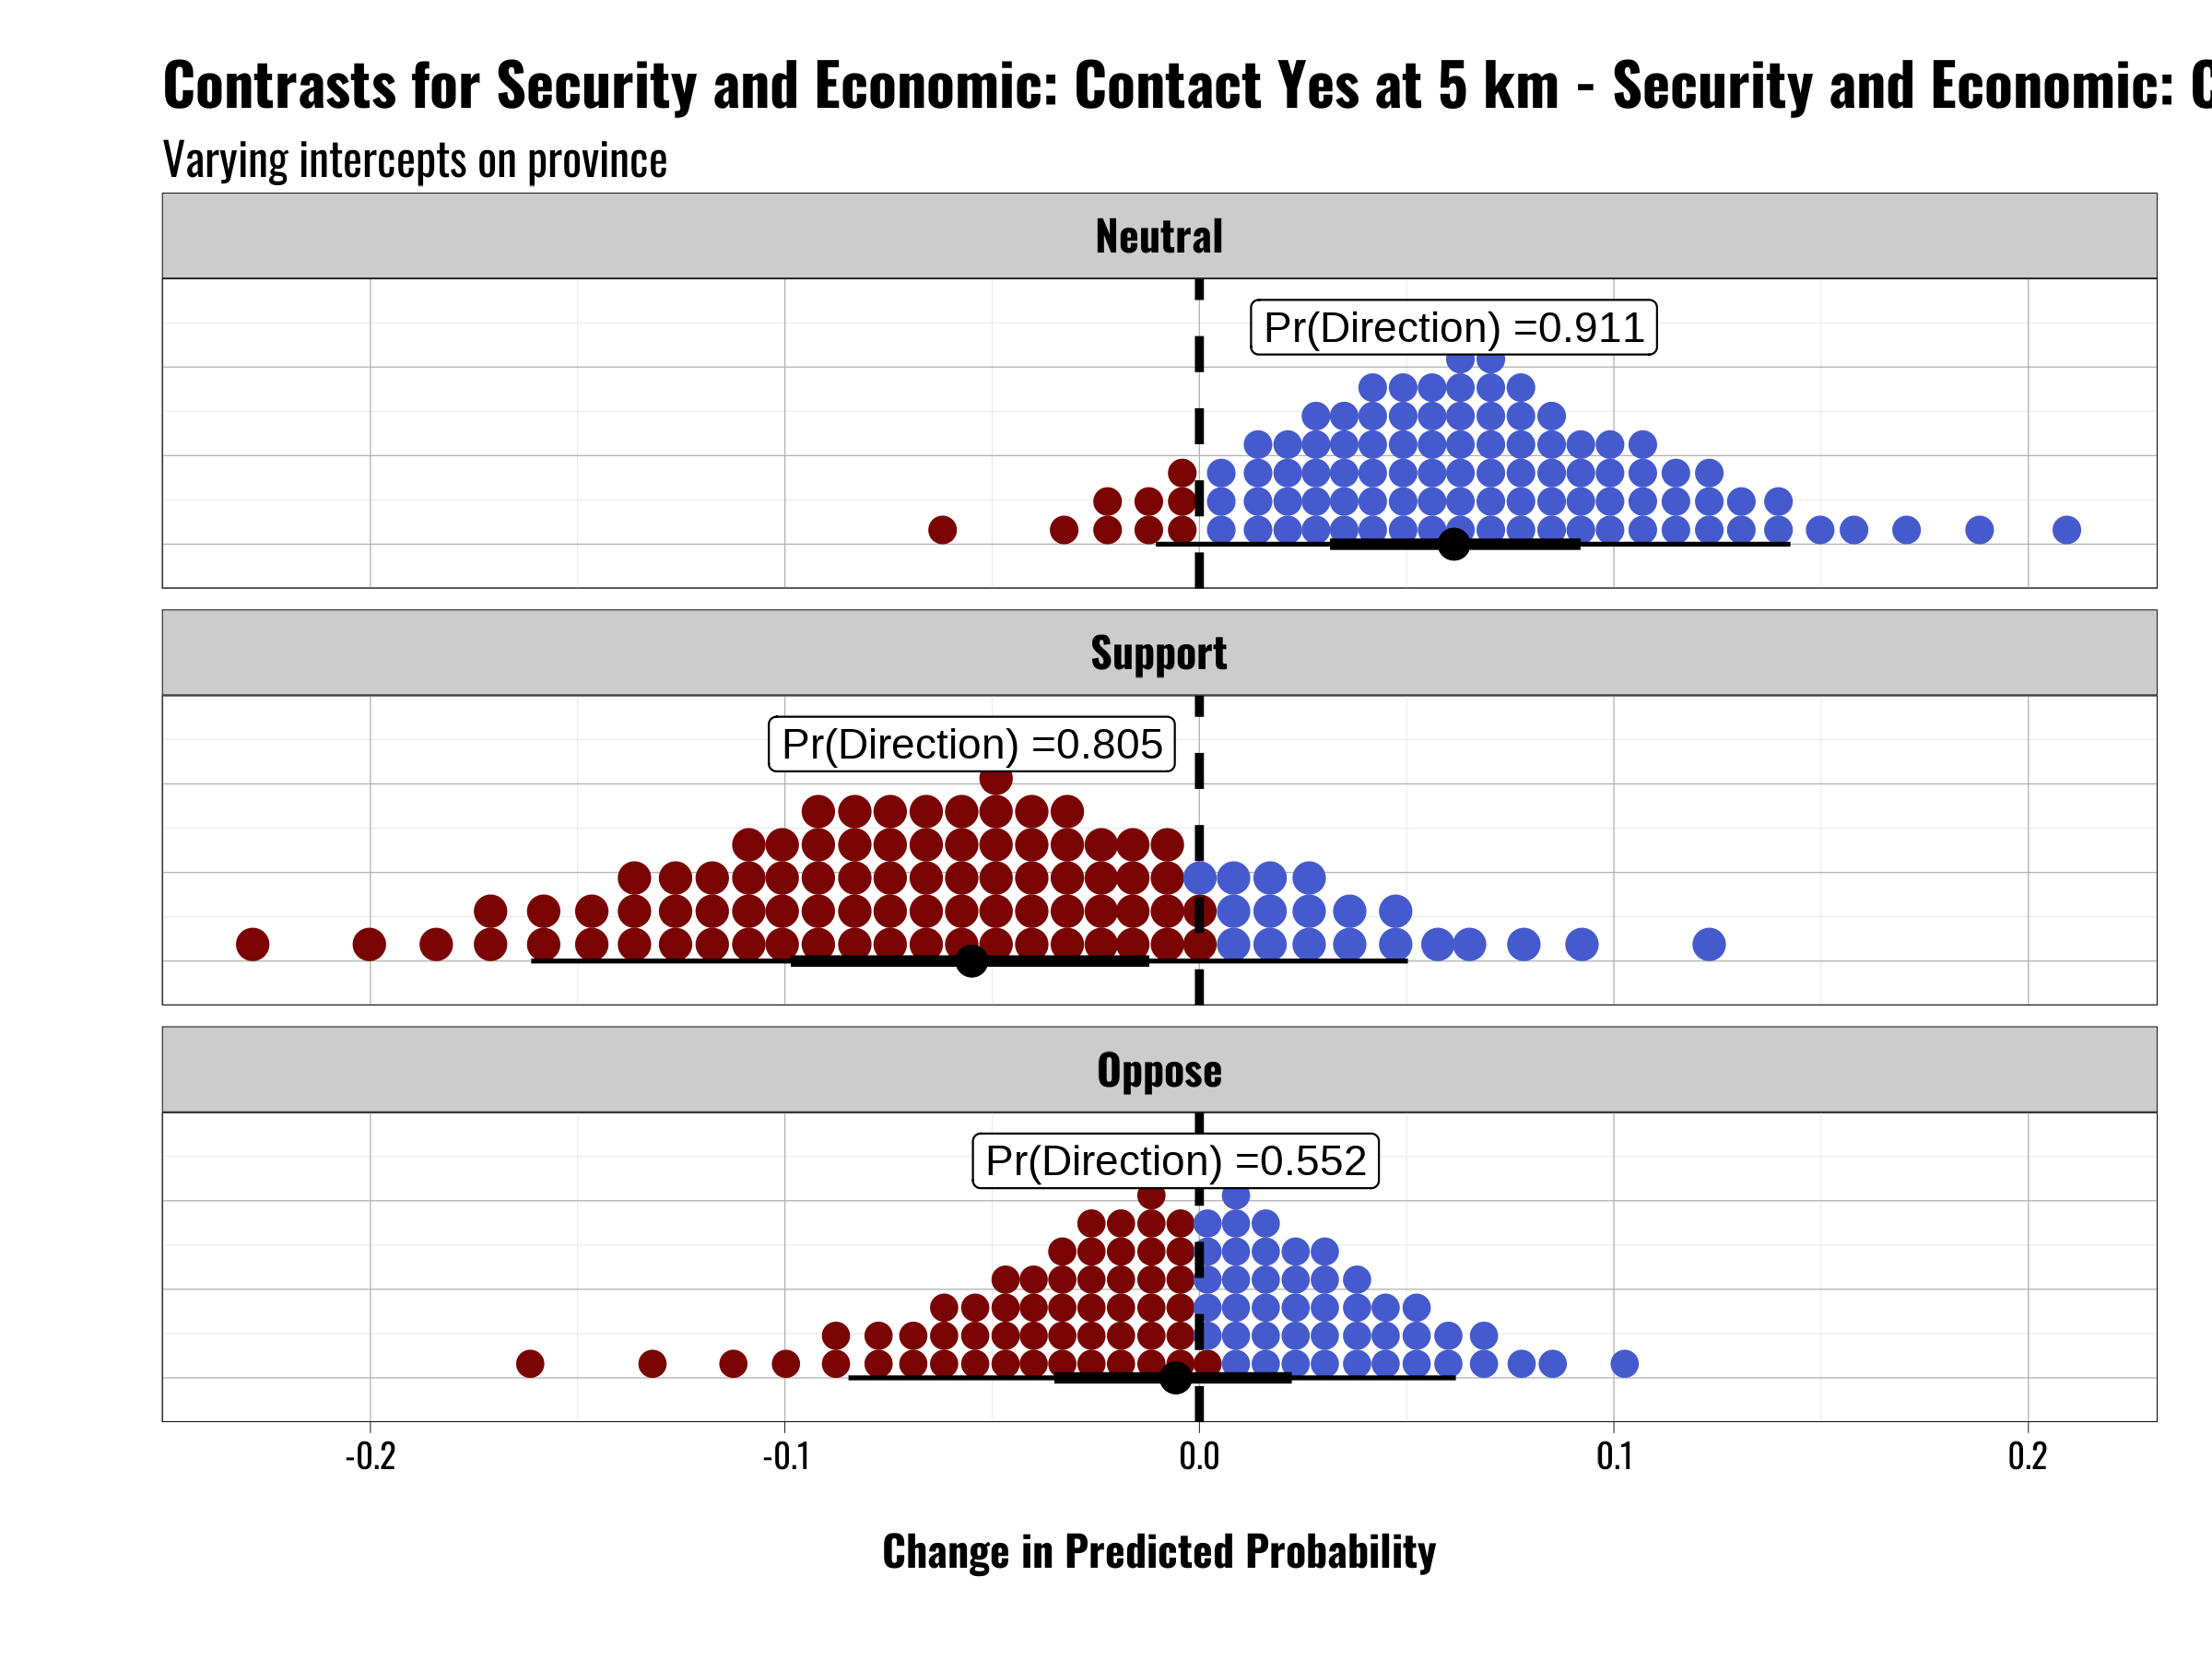 Contrasts for Security and Economic: Contact Yes at 5 km - Security and Economic:
Varying intercepts on province
Neutral
Pr(Direction) =0.911
Support
Pr(Direction) =0.805
Oppose
Pr(Direction) =0.552
-0.2 -0.1 0.0 0.1 0.2
Change in Predicted Probability